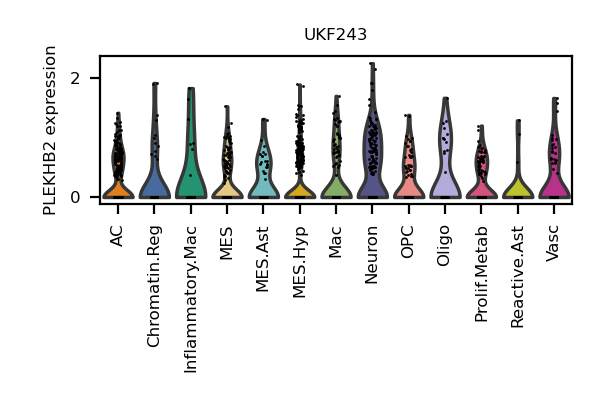 UKF243
PLEKHB2 expression
2
0
AC
Chromatin.Reg
Inflammatory.Mac
MES
MES.Ast
MES.Hyp
Mac
Neuron
OPC
Oligo
Prolif.Metab
Reactive.Ast
Vasc